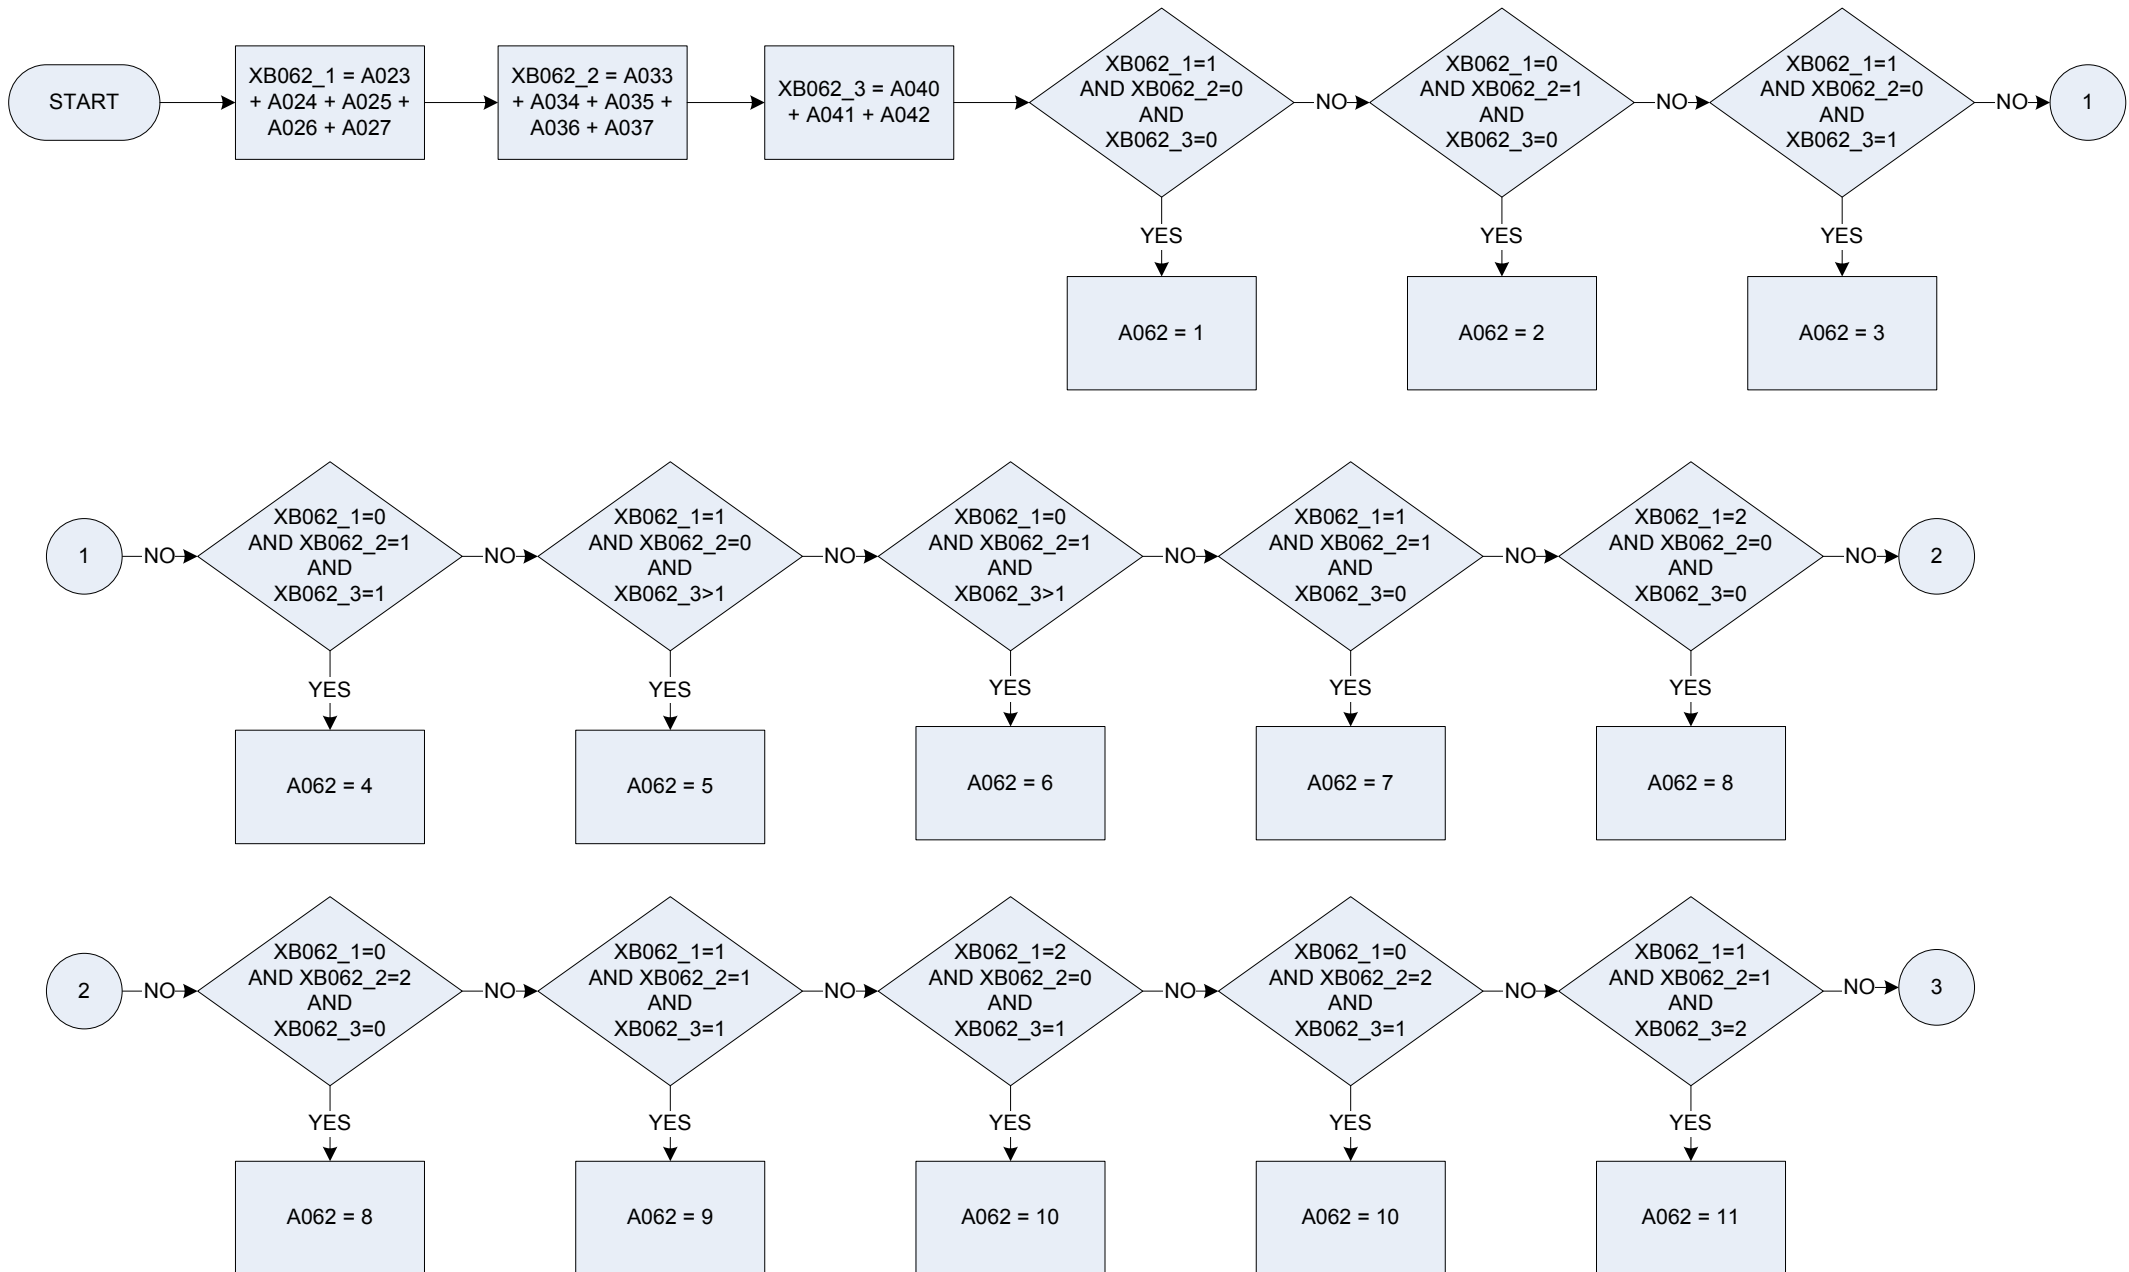 START
XB062_1 = A023
+ A024 + A025 +
A026 + A027
XB062_2 = A033
+ A034 + A035 +
A036 + A037
XB062_3 = A040
+ A041 + A042
XB062_1=1
AND XB062_2=0
AND
XB062_3=0
NO
XB062_1=0
AND XB062_2=1
AND
XB062_3=0
NO
XB062_1=1
AND XB062_2=0
AND
XB062_3=1
NO
1
YES
YES
YES
A062 = 1
A062 = 2
A062 = 3
1
NO
XB062_1=0
AND XB062_2=1
AND
XB062_3=1
NO
XB062_1=1
AND XB062_2=0
AND
XB062_3>1
NO
XB062_1=0
AND XB062_2=1
AND
XB062_3>1
NO
XB062_1=1
AND XB062_2=1
AND
XB062_3=0
NO
XB062_1=2
AND XB062_2=0
AND
XB062_3=0
NO
2
YES
YES
YES
YES
YES
A062 = 4
A062 = 5
A062 = 6
A062 = 7
A062 = 8
2
NO
XB062_1=0
AND XB062_2=2
AND
XB062_3=0
NO
XB062_1=1
AND XB062_2=1
AND
XB062_3=1
NO
XB062_1=2
AND XB062_2=0
AND
XB062_3=1
NO
XB062_1=0
AND XB062_2=2
AND
XB062_3=1
NO
XB062_1=1
AND XB062_2=1
AND
XB062_3=2
NO
3
YES
YES
YES
YES
YES
A062 = 8
A062 = 9
A062 = 10
A062 = 10
A062 = 11